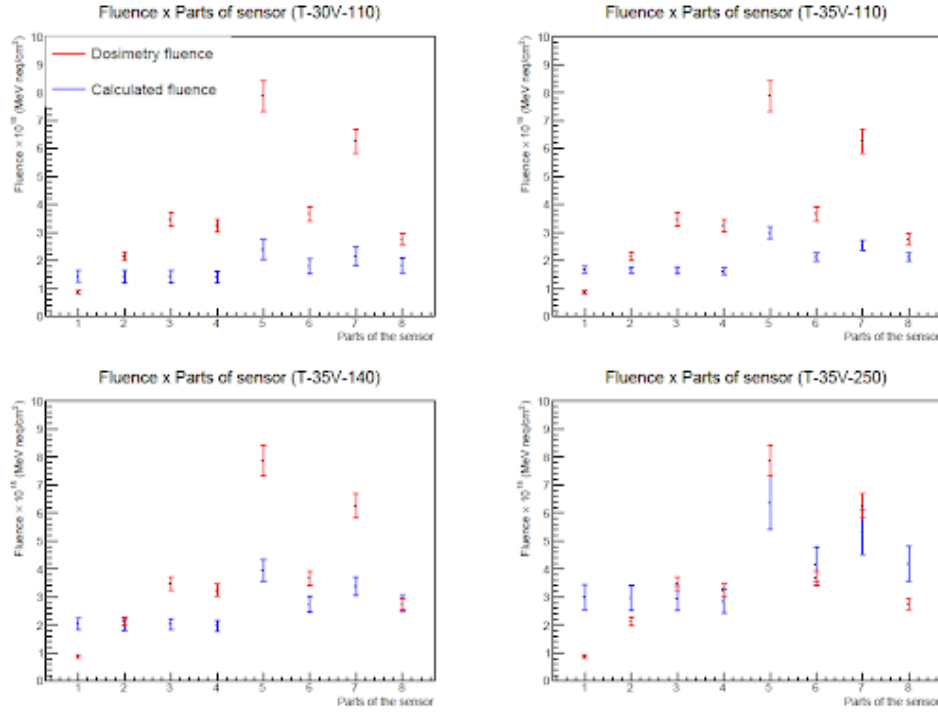 Fluence x Parts of sensor (T-30V-110)
Fluence × 10¹⁵ (MeV neq/cm²)
10
9
8
7
6
5
4
3
2
1
0
Dosimetry fluence
Calculated fluence
1 2 3 4 5 6 7 8
Parts of the sensor
Fluence x Parts of sensor (T-35V-110)
Fluence × 10¹⁵ (MeV neq/cm²)
10
9
8
7
6
5
4
3
2
1
0
1 2 3 4 5 6 7 8
Parts of the sensor
Fluence x Parts of sensor (T-35V-140)
Fluence × 10¹⁵ (MeV neq/cm²)
10
9
8
7
6
5
4
3
2
1
0
1 2 3 4 5 6 7 8
Parts of the sensor
Fluence x Parts of sensor (T-35V-250)
Fluence × 10¹⁵ (MeV neq/cm²)
10
9
8
7
6
5
4
3
2
1
0
1 2 3 4 5 6 7 8
Parts of the sensor